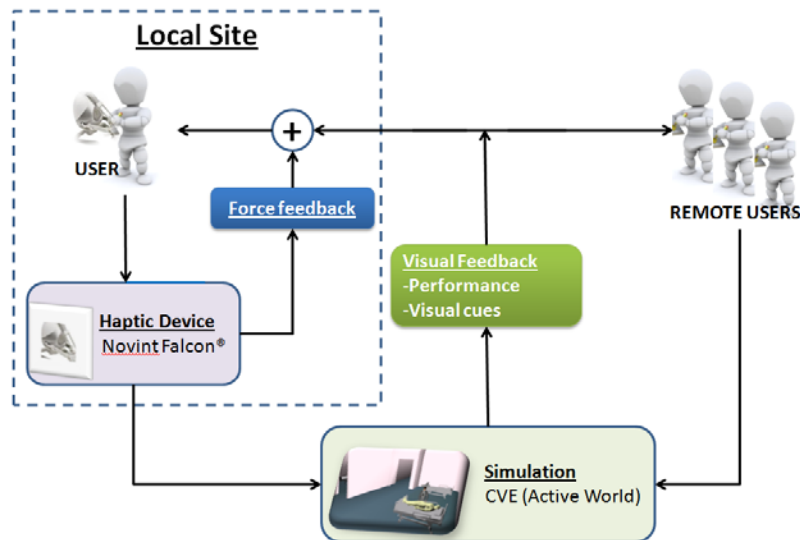 Local Site
USER
+
Force feedback
REMOTE USERS
Visual Feedback
-Performance
-Visual cues
Haptic Device
Novint Falcon®
Simulation
CVE (Active World)